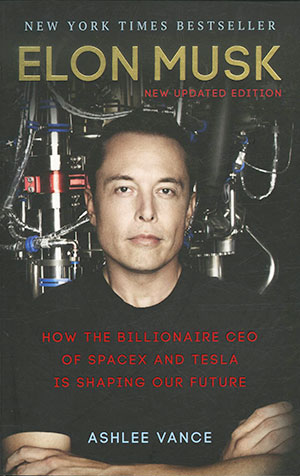 NEW YORK TIMES BESTSELLER
ELON MUSK
NEW UPDATED EDITION
HOW THE BILLIONAIRE CEO
OF SPACEX AND TESLA
IS SHAPING OUR FUTURE
ASHLEE VANCE